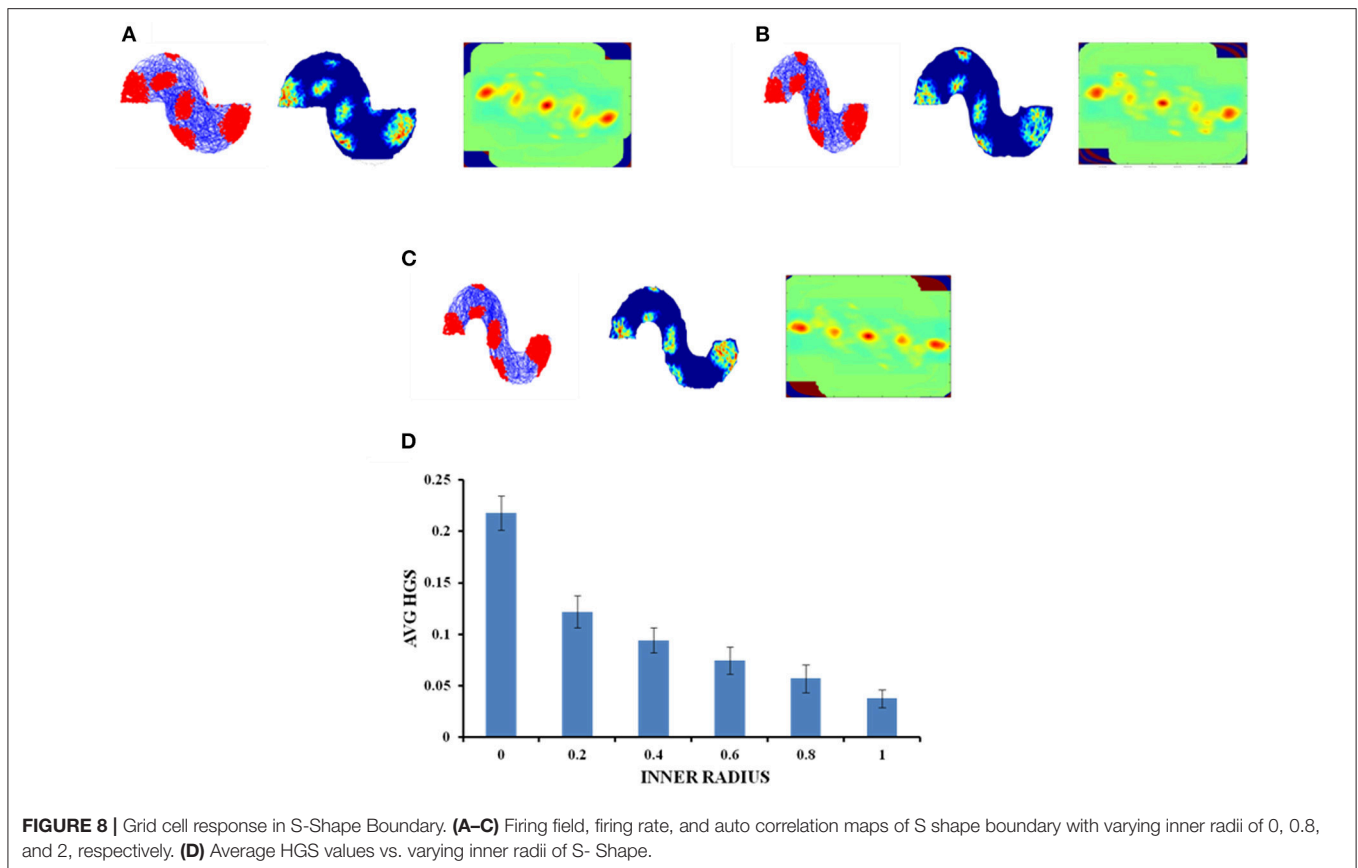 A
B
C
D
0.25
0.2
0.15
0.1
0.05
0
AVG HGS
0 0.2 0.4 0.6 0.8 1
INNER RADIUS
FIGURE 8 | Grid cell response in S-Shape Boundary. (A–C) Firing field, firing rate, and auto correlation maps of S shape boundary with varying inner radii of 0, 0.8,
and 2, respectively. (D) Average HGS values vs. varying inner radii of S- Shape.